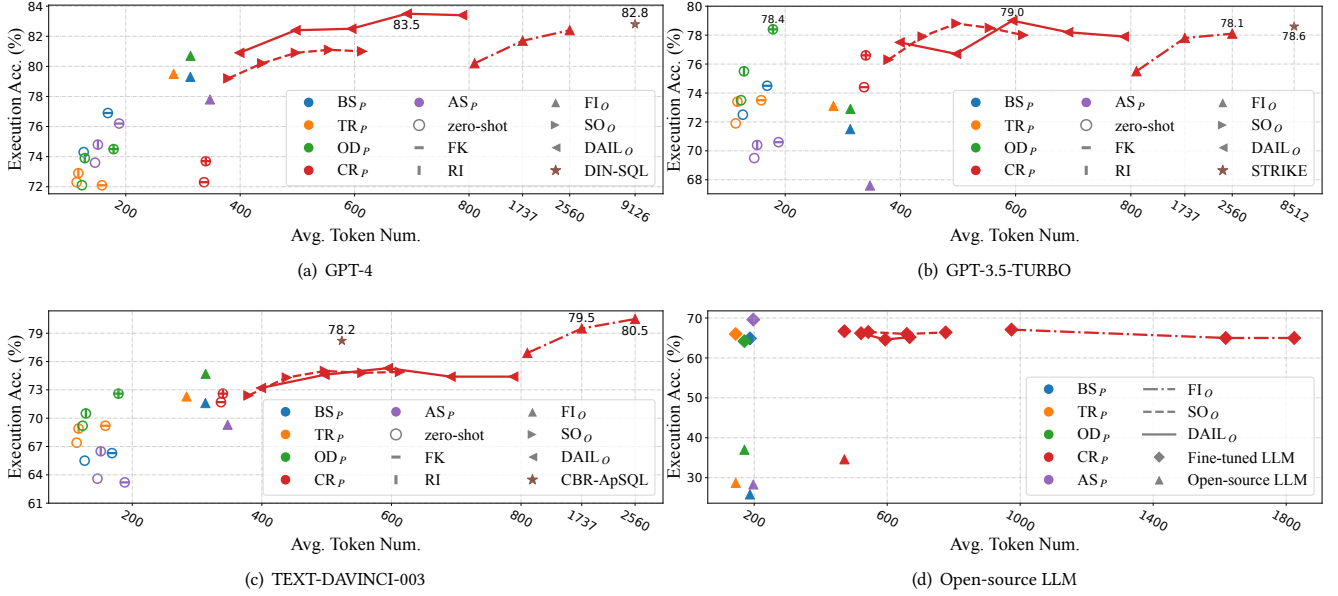 84
82
80
78
76
74
72
Execution Acc. (%)
83.5
82.8
BS_P
TR_P
OD_P
CR_P
AS_P
zero-shot
FK
RI
FI_O
SO_O
DAIL_O
DIN-SQL
200
400
600
800
1737
2560
9126
Avg. Token Num.
(a) GPT-4
80
78
76
74
72
70
68
Execution Acc. (%)
78.4
79.0
78.1
78.6
BS_P
TR_P
OD_P
CR_P
AS_P
zero-shot
FK
RI
FI_O
SO_O
DAIL_O
STRIKE
200
400
600
800
1737
2560
8512
Avg. Token Num.
(b) GPT-3.5-TURBO
79
76
73
70
67
64
61
Execution Acc. (%)
78.2
79.5
80.5
BS_P
TR_P
OD_P
CR_P
AS_P
zero-shot
FK
RI
FI_O
SO_O
DAIL_O
CBR-ApSQL
200
400
600
800
1737
2560
Avg. Token Num.
(c) TEXT-DAVINCI-003
70
60
50
40
30
Execution Acc. (%)
BS_P
TR_P
OD_P
CR_P
AS_P
FI_O
SO_O
DAIL_O
Fine-tuned LLM
Open-source LLM
200
600
1000
1400
1800
Avg. Token Num.
(d) Open-source LLM